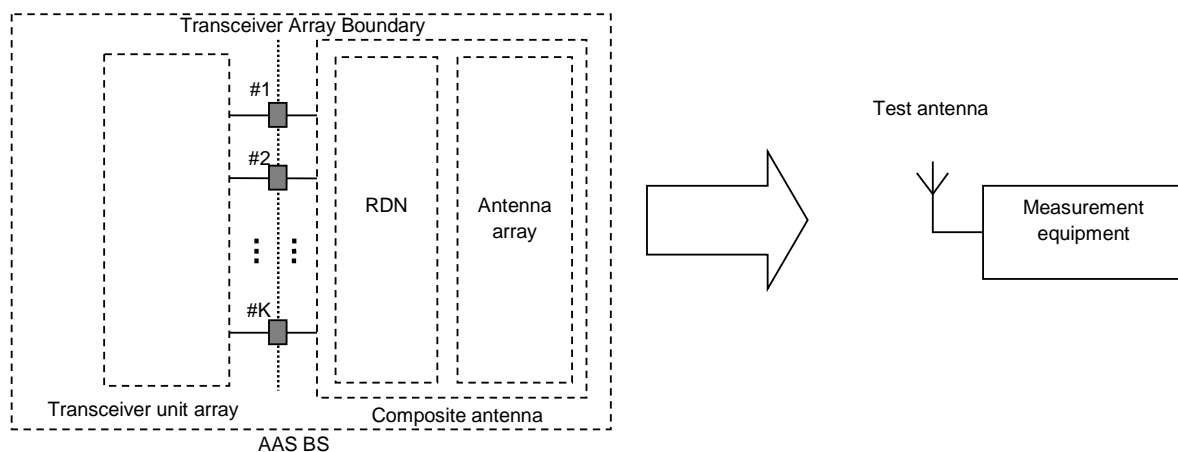 Transceiver Array Boundary
#1
#2
#K
RDN
Antenna
array
Transceiver unit array
Composite antenna
AAS BS
Test antenna
Measurement
equipment